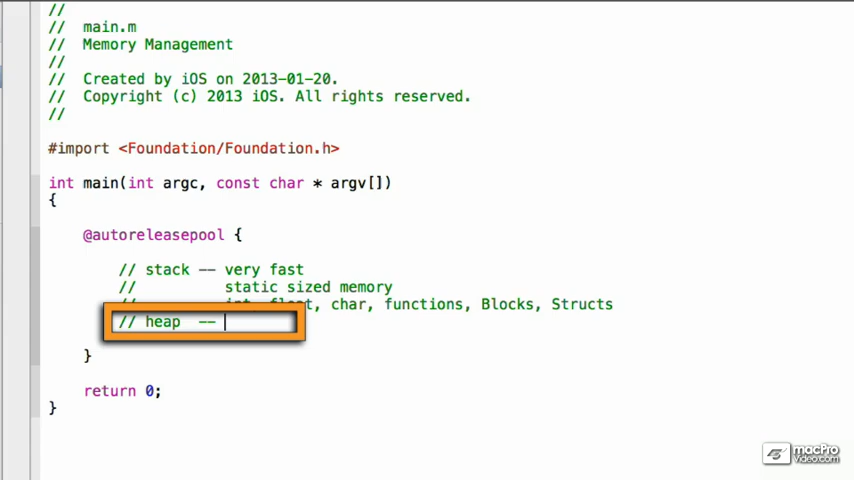 //
//  main.m
//  Memory Management
//
//  Created by iOS on 2013-01-20.
//  Copyright (c) 2013 iOS. All rights reserved.
//
#import <Foundation/Foundation.h>
int main(int argc, const char * argv[])
{
@autoreleasepool {
// stack -- very fast
//          static sized memory
//          int, float, char, functions, Blocks, Structs
// heap  --
}
return 0;
}
macPro
Video.com